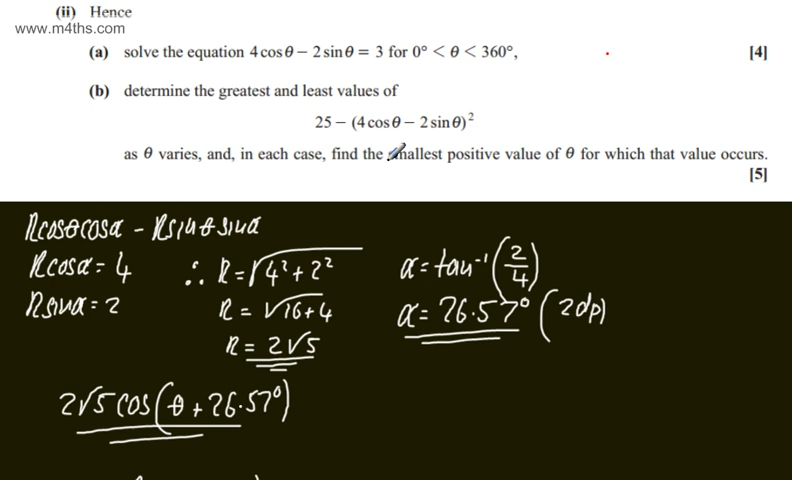 (ii) Hence
www.m4ths.com
(a) solve the equation 4 cos θ − 2 sin θ = 3 for 0° < θ < 360°, [4]
(b) determine the greatest and least values of
25 − (4 cos θ − 2 sin θ)²
as θ varies, and, in each case, find the smallest positive value of θ for which that value occurs.
[5]
Rcosθcosα − Rsinθsinα
Rcosα = 4 ∴ R = √(4² + 2²) α = tan⁻¹(2/4)
Rsinα = 2 R = √(16+4) α = 26.57° (2dp)
R = 2√5
2√5 cos(θ + 26.57°)